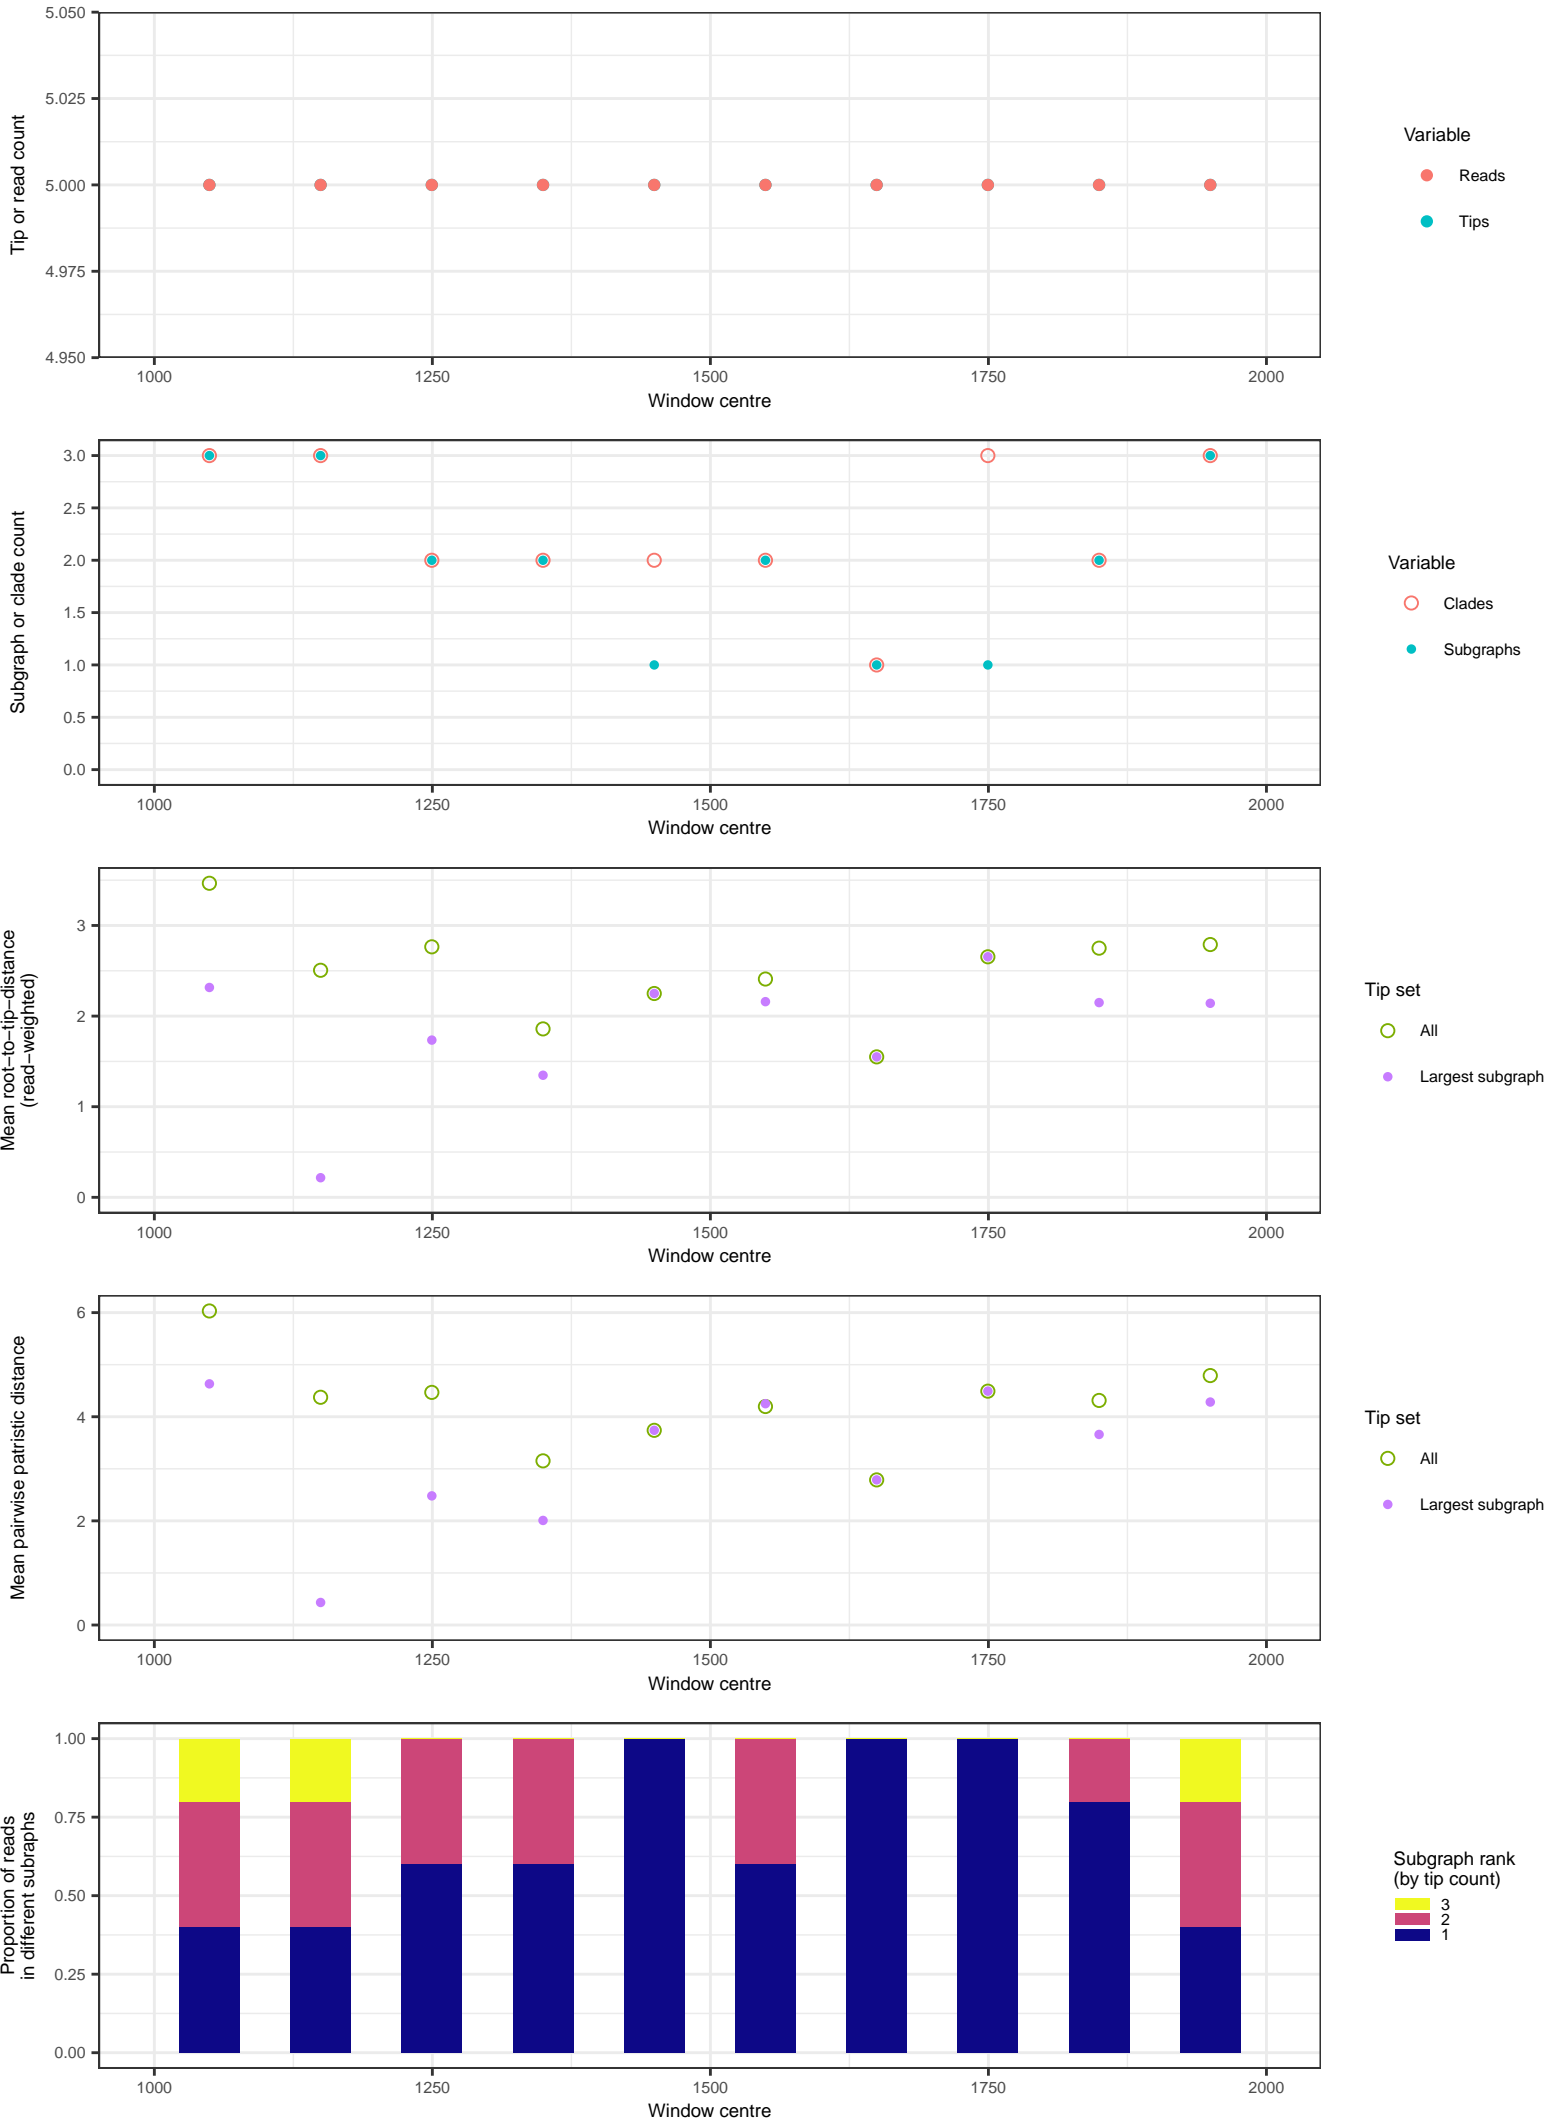 5.050
5.025
5.000
4.975
4.950
Tip or read count
1000 1250 1500 1750 2000
Window centre
Variable
Reads
Tips
3.0
2.5
2.0
1.5
1.0
0.5
0.0
Subgraph or clade count
1000 1250 1500 1750 2000
Window centre
Variable
Clades
Subgraphs
3
2
1
0
Mean root−to−tip−distance
(read−weighted)
1000 1250 1500 1750 2000
Window centre
Tip set
All
Largest subgraph
6
4
2
0
Mean pairwise patristic distance
1000 1250 1500 1750 2000
Window centre
Tip set
All
Largest subgraph
1.00
0.75
0.50
0.25
0.00
Proportion of reads
in different subraphs
1000 1250 1500 1750 2000
Window centre
Subgraph rank
(by tip count)
3
2
1